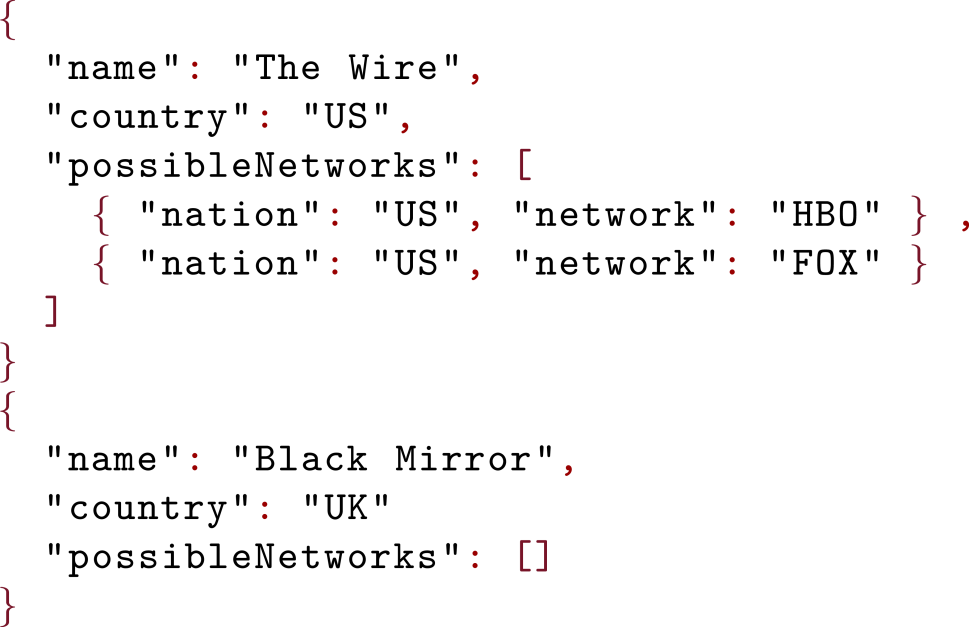 {
  "name": "The Wire",
  "country": "US",
  "possibleNetworks": [
    { "nation": "US", "network": "HBO" } ,
    { "nation": "US", "network": "FOX" }
  ]
}
{
  "name": "Black Mirror",
  "country": "UK"
  "possibleNetworks": []
}